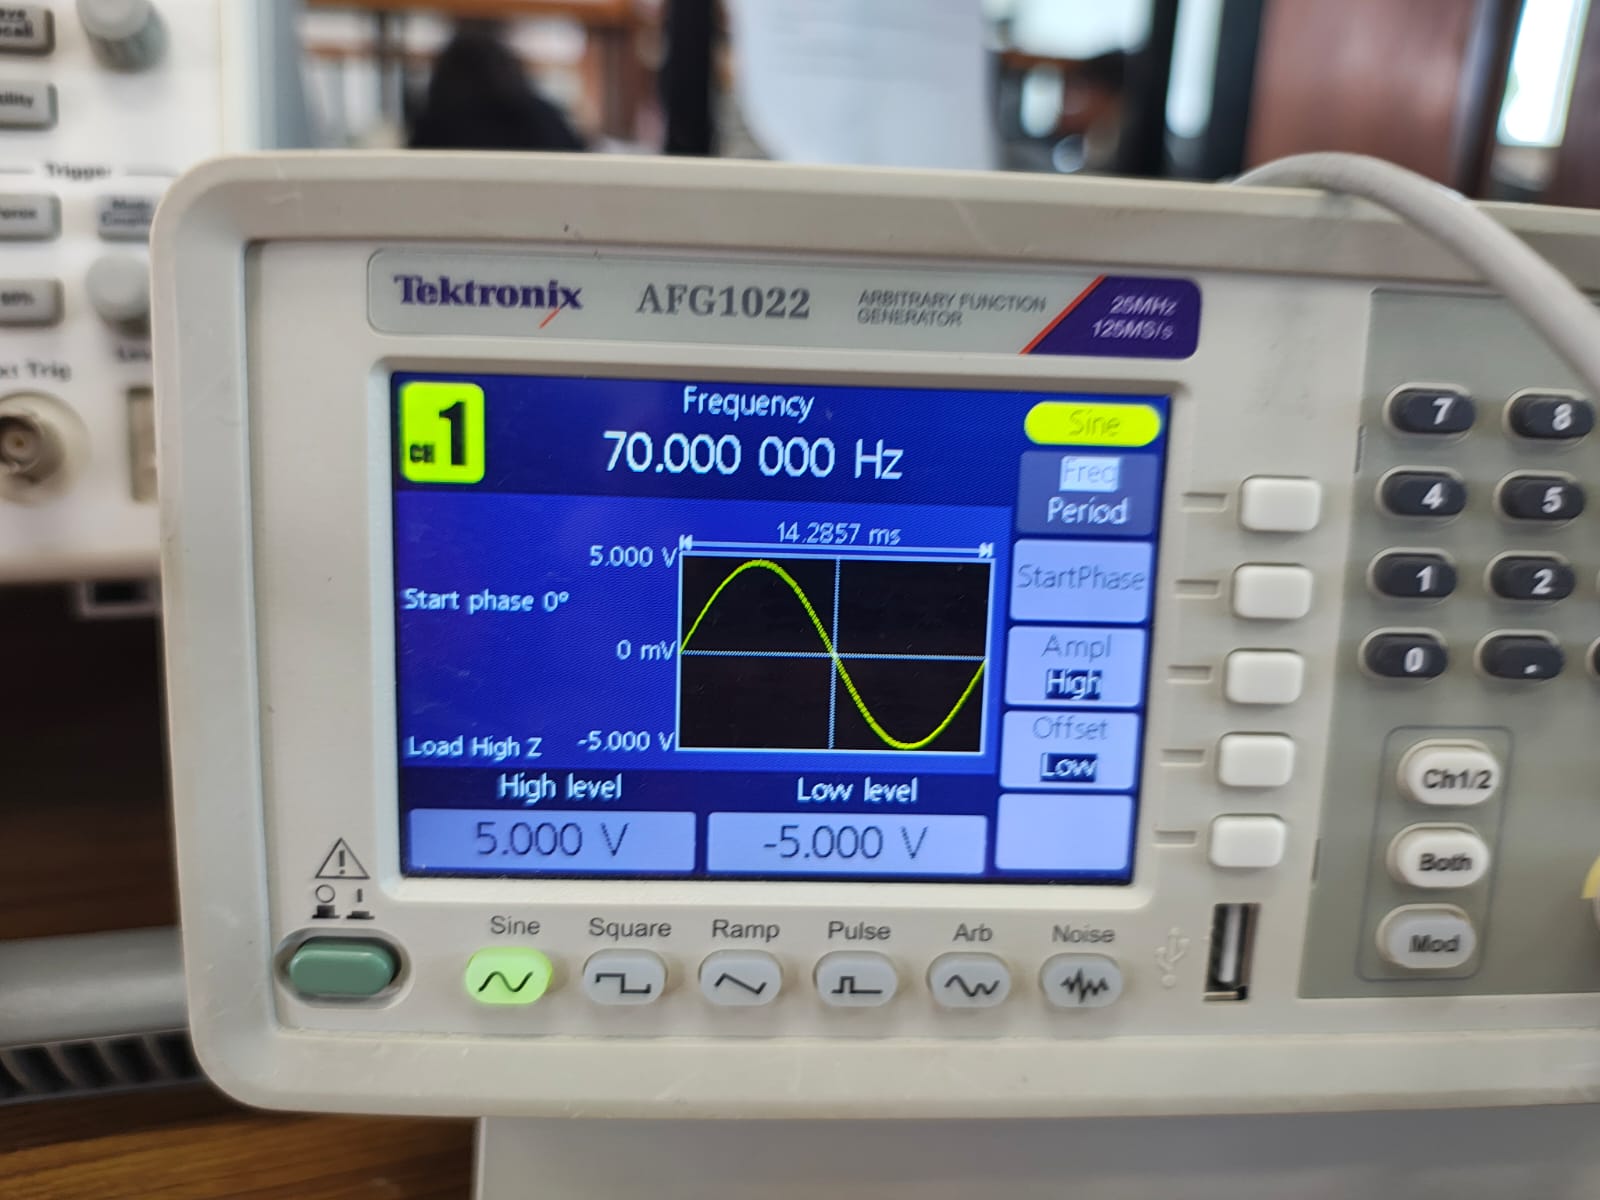 Trigger
Tektronix
AFG1022
ARBITRARY FUNCTION
GENERATOR
25MHz
125MS/s
CH 1
Frequency
70.000 000 Hz
Sine
Freq
Period
14.2857 ms
5.000 V
Start phase 0°
StartPhase
0 mV
Ampl
High
Offset
Low
Load High Z
-5.000 V
High level
Low level
5.000 V
-5.000 V
Sine
Square
Ramp
Pulse
Arb
Noise
7
8
4
5
1
2
0
.
Ch1/2
Both
Mod
Trig